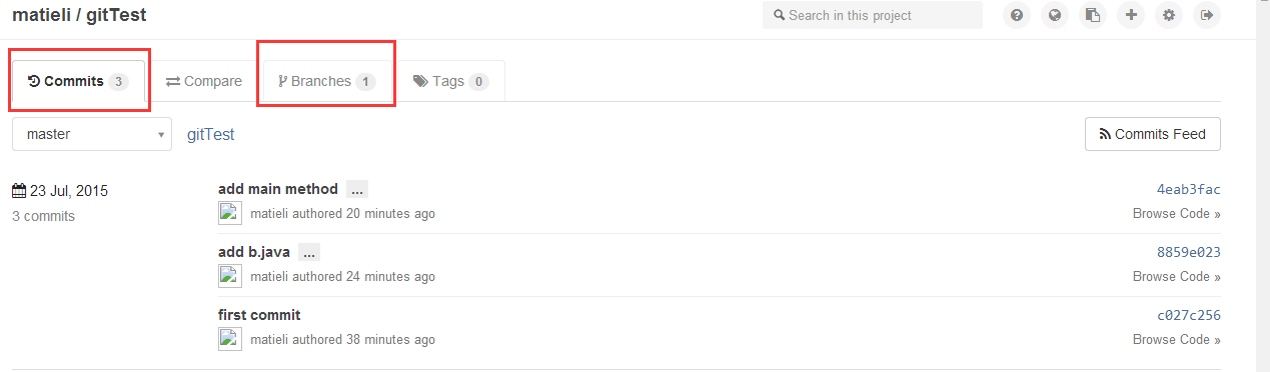 matieli / gitTest
Search in this project
Commits 3 Compare Branches 1 Tags 0
master gitTest Commits Feed
23 Jul, 2015
3 commits
add main method ... 4eab3fac
matieli authored 20 minutes ago Browse Code »
add b.java ... 8859e023
matieli authored 24 minutes ago Browse Code »
first commit c027c256
matieli authored 38 minutes ago Browse Code »